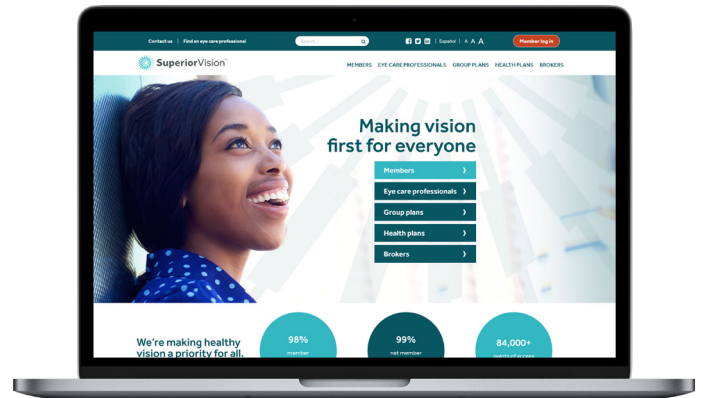 Contact us | Find an eye care professional
Search...
| Español | A A A
Member log in
SuperiorVision
MEMBERS EYE CARE PROFESSIONALS GROUP PLANS HEALTH PLANS BROKERS
Making vision
first for everyone
Members
Eye care professionals
Group plans
Health plans
Brokers
We're making healthy
vision a priority for all.
98%
member
99%
net member
84,000+
points of access